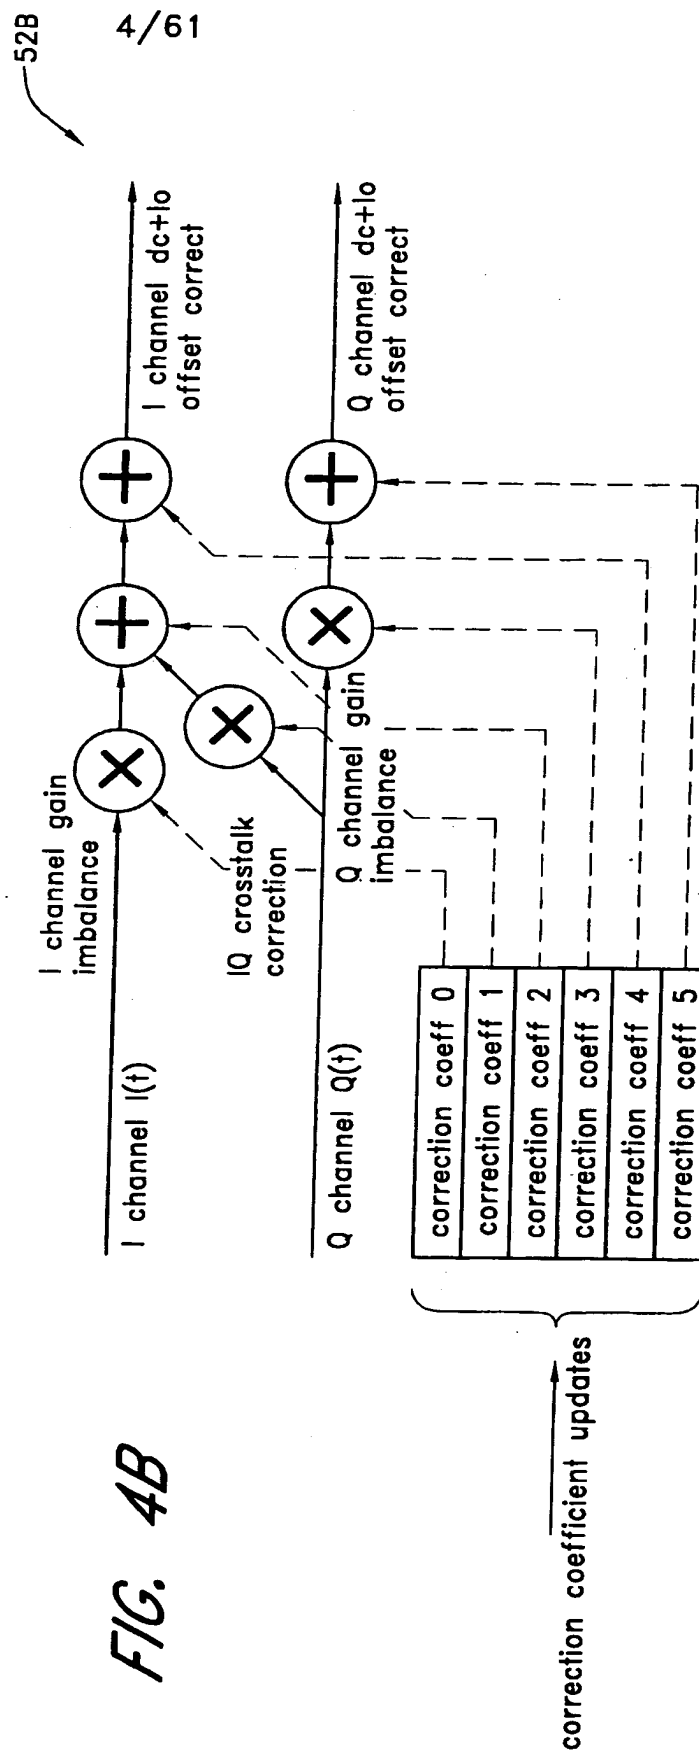 4/61
52B
FIG. 4B
I channel I(t)
I channel gain
imbalance
I channel dc+lo
offset correct
IQ crosstalk
correction
Q channel Q(t)
Q channel gain
imbalance
Q channel dc+lo
offset correct
correction coeff 0
correction coeff 1
correction coeff 2
correction coeff 3
correction coeff 4
correction coeff 5
correction coefficient updates